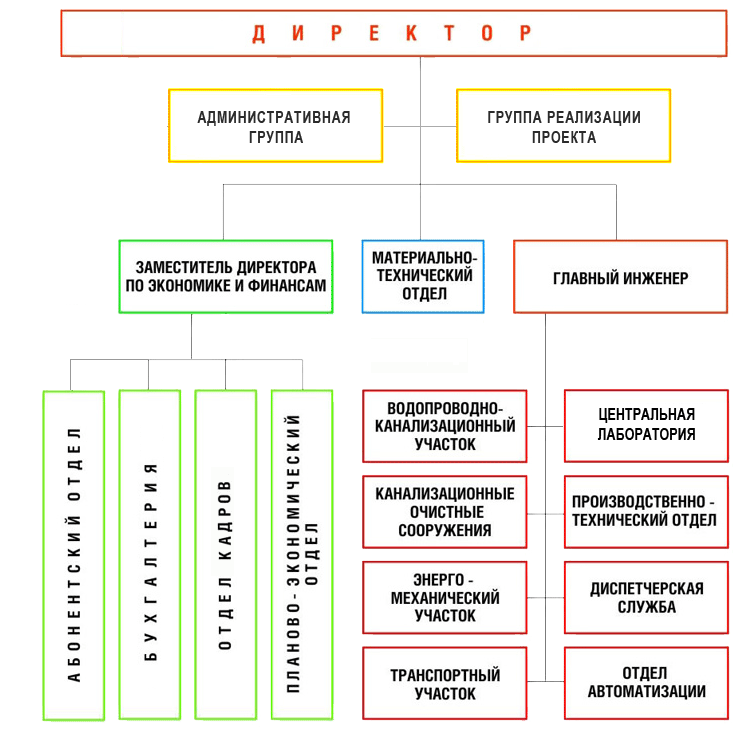 ДИРЕКТОР
АДМИНИСТРАТИВНАЯ
ГРУППА
ГРУППА РЕАЛИЗАЦИИ
ПРОЕКТА
ЗАМЕСТИТЕЛЬ ДИРЕКТОРА
ПО ЭКОНОМИКЕ И ФИНАНСАМ
МАТЕРИАЛЬНО-
ТЕХНИЧЕСКИЙ
ОТДЕЛ
ГЛАВНЫЙ ИНЖЕНЕР
АБОНЕНТСКИЙ ОТДЕЛ
БУХГАЛТЕРИЯ
ОТДЕЛ КАДРОВ
ПЛАНОВО-ЭКОНОМИЧЕСКИЙ
ОТДЕЛ
ВОДОПРОВОДНО-
КАНАЛИЗАЦИОННЫЙ
УЧАСТОК
ЦЕНТРАЛЬНАЯ
ЛАБОРАТОРИЯ
КАНАЛИЗАЦИОННЫЕ
ОЧИСТНЫЕ
СООРУЖЕНИЯ
ПРОИЗВОДСТВЕННО -
ТЕХНИЧЕСКИЙ ОТДЕЛ
ЭНЕРГО -
МЕХАНИЧЕСКИЙ
УЧАСТОК
ДИСПЕТЧЕРСКАЯ
СЛУЖБА
ТРАНСПОРТНЫЙ
УЧАСТОК
ОТДЕЛ
АВТОМАТИЗАЦИИ